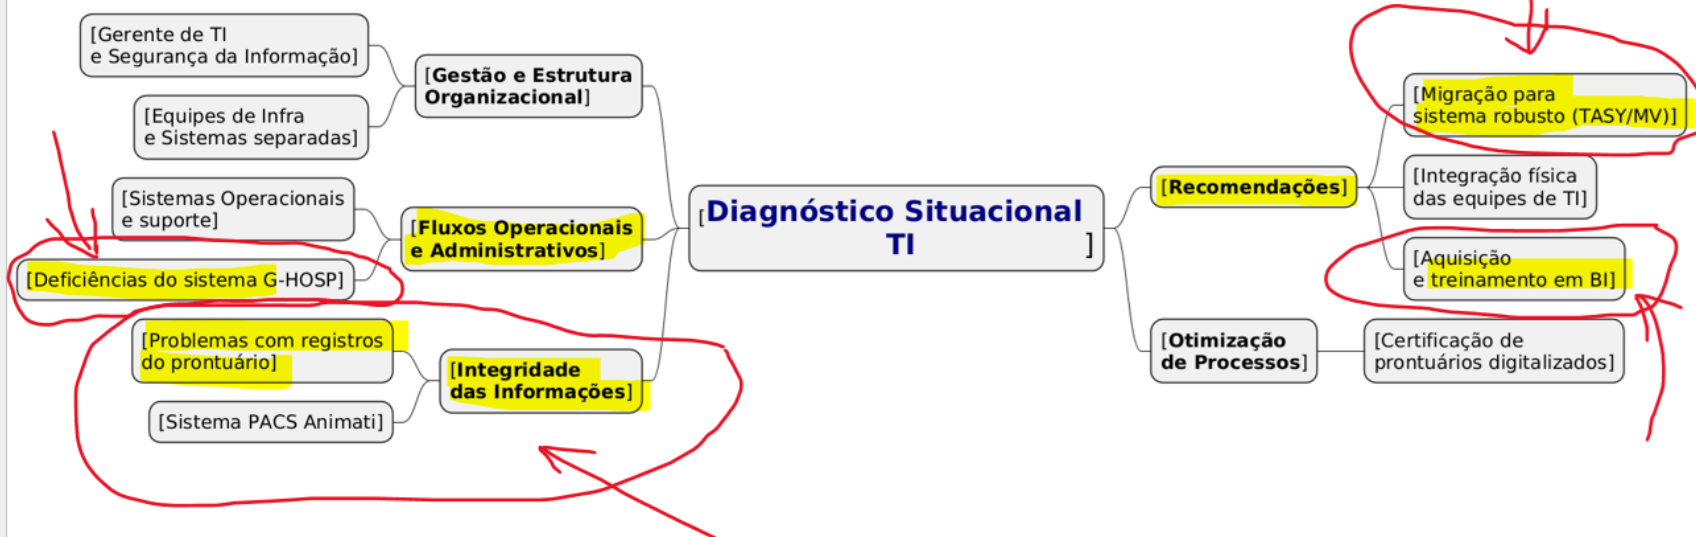 [Gerente de TI
e Segurança da Informação]
[Equipes de Infra
e Sistemas separadas]
[Gestão e Estrutura
Organizacional]
[Sistemas Operacionais
e suporte]
[Deficiências do sistema G-HOSP]
[Fluxos Operacionais
e Administrativos]
[Problemas com registros
do prontuário]
[Sistema PACS Animati]
[Integridade
das Informações]
[Diagnóstico Situacional
TI ]
[Recomendações]
[Migração para
sistema robusto (TASY/MV)]
[Integração física
das equipes de TI]
[Aquisição
e treinamento em BI]
[Otimização
de Processos]
[Certificação de
prontuários digitalizados]